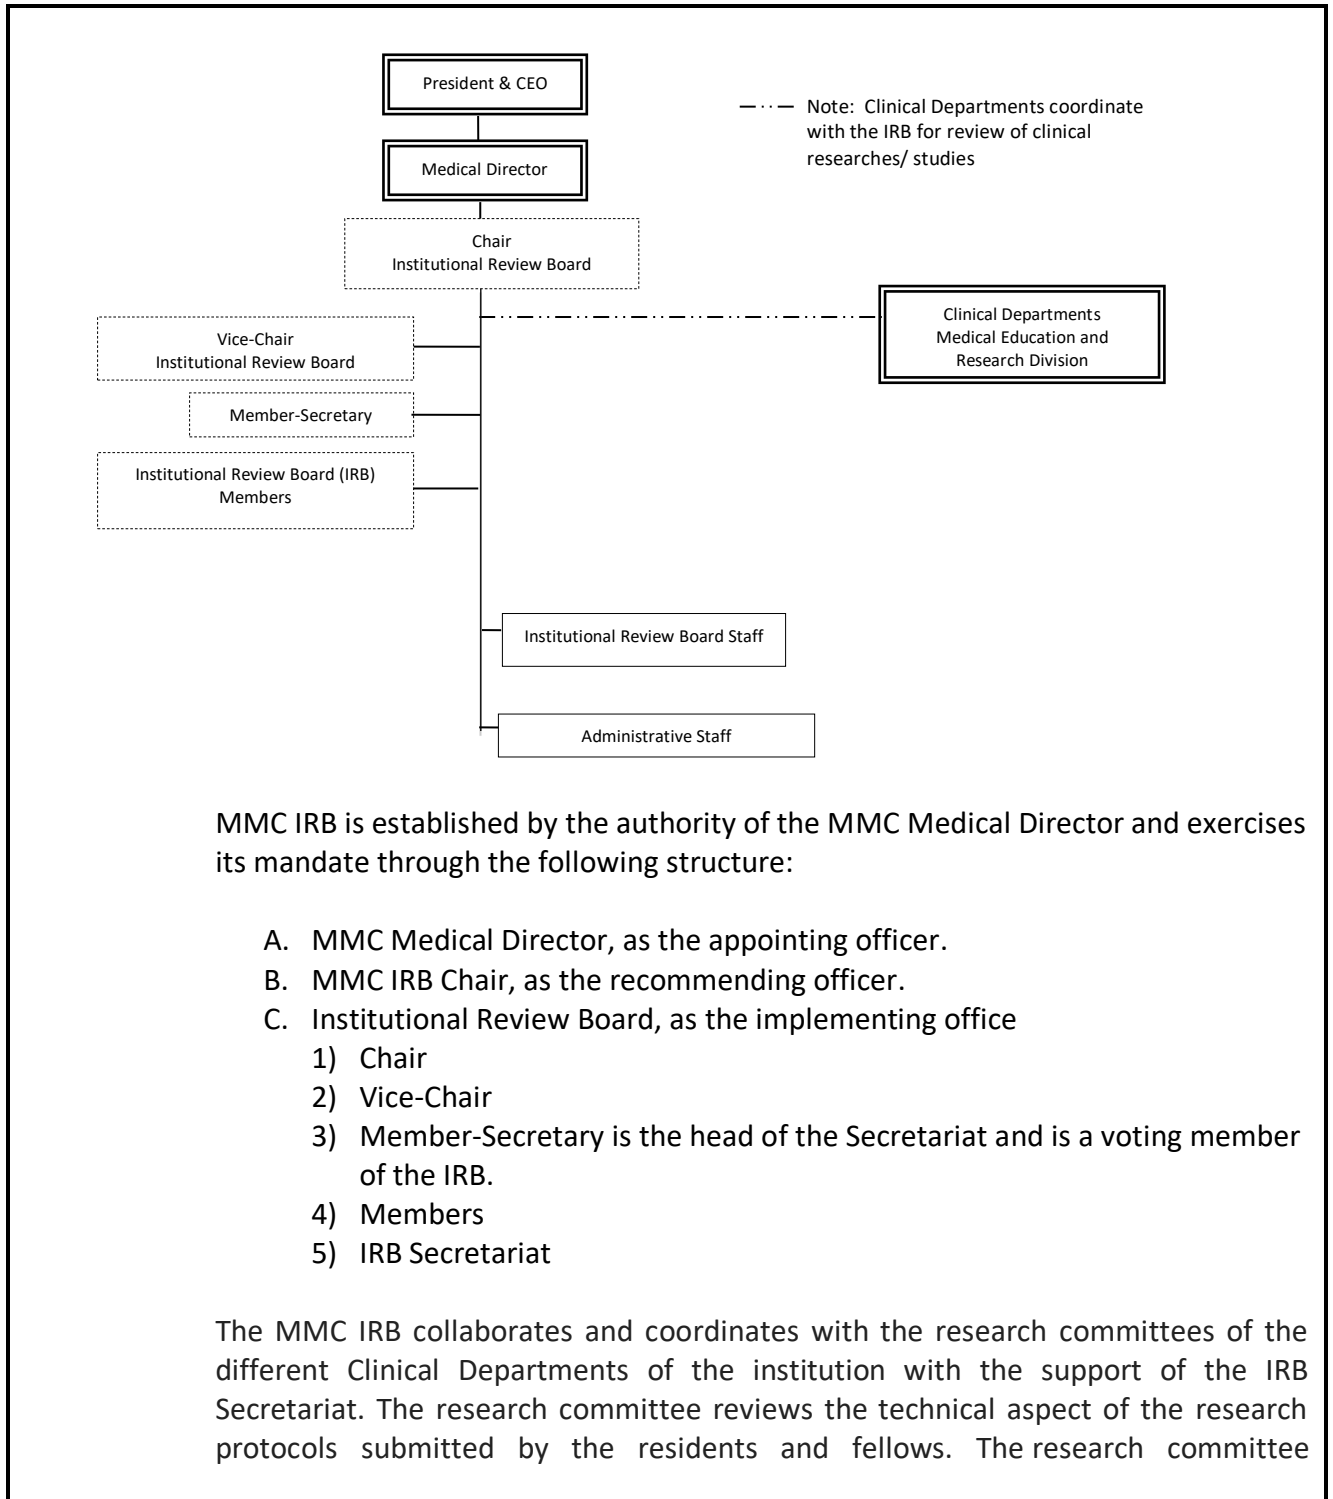 President & CEO
Note: Clinical Departments coordinate
with the IRB for review of clinical
researches/ studies
Medical Director
Chair
Institutional Review Board
Clinical Departments
Medical Education and
Research Division
Vice-Chair
Institutional Review Board
Member-Secretary
Institutional Review Board (IRB)
Members
Institutional Review Board Staff
Administrative Staff
MMC IRB is established by the authority of the MMC Medical Director and exercises
its mandate through the following structure:
A. MMC Medical Director, as the appointing officer.
B. MMC IRB Chair, as the recommending officer.
C. Institutional Review Board, as the implementing office
1) Chair
2) Vice-Chair
3) Member-Secretary is the head of the Secretariat and is a voting member
of the IRB.
4) Members
5) IRB Secretariat
The MMC IRB collaborates and coordinates with the research committees of the
different Clinical Departments of the institution with the support of the IRB
Secretariat. The research committee reviews the technical aspect of the research
protocols submitted by the residents and fellows. The research committee